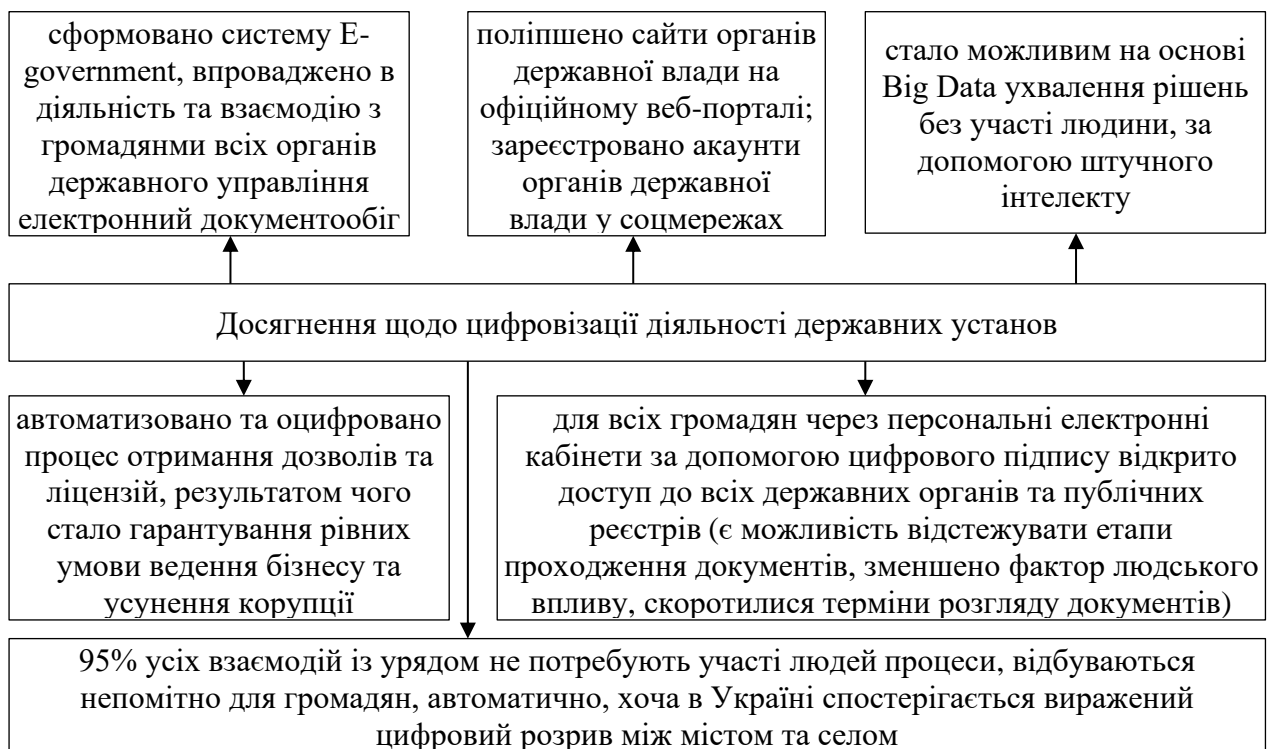 сформовано систему E-
government, впроваджено в
діяльність та взаємодію з
громадянми всіх органів
державного управління
електронний документообіг
поліпшено сайти органів
державної влади на
офіційному веб-порталі;
зареєстровано акаунти
органів державної
влади у соцмережах
стало можливим на основі
Big Data ухвалення рішень
без участі людини, за
допомогою штучного
інтелекту
Досягнення щодо цифровізації діяльності державних установ
автоматизовано та оцифровано
процес отримання дозволів та
ліцензій, результатом чого
стало гарантування рівних
умови ведення бізнесу та
усунення корупції
для всіх громадян через персональні електронні
кабінети за допомогою цифрового підпису відкрито
доступ до всіх державних органів та публічних
реєстрів (є можливість відстежувати етапи
проходження документів, зменшено фактор людського
впливу, скоротилися терміни розгляду документів)
95% усіх взаємодій із урядом не потребують участі людей процеси, відбуваються
непомітно для громадян, автоматично, хоча в Україні спостерігається виражений
цифровий розрив між містом та селом